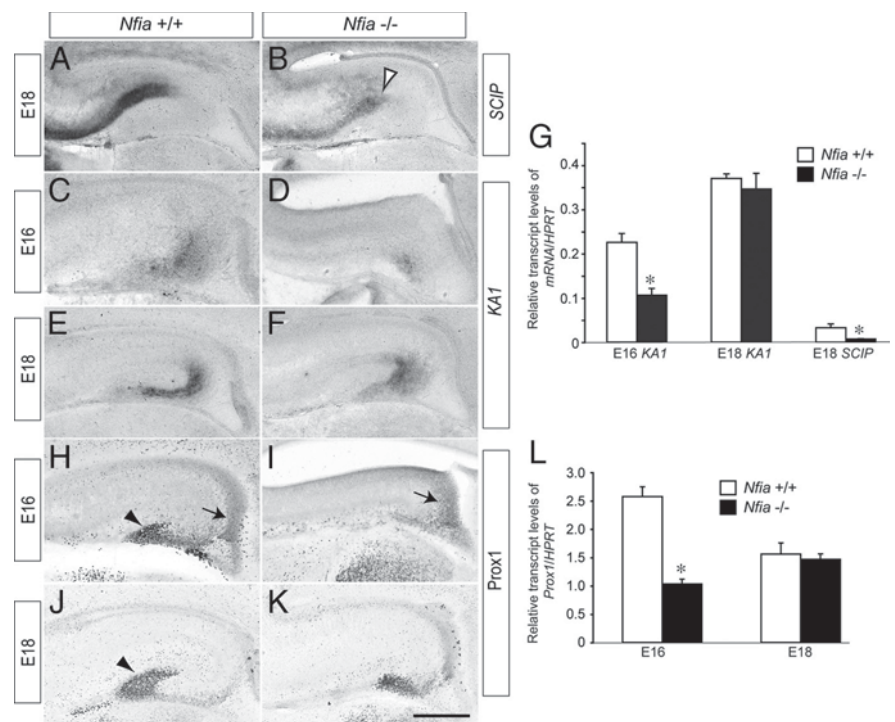 Nfia +/+
Nfia -/-
E18
A
B
SCIP
E16
C
D
KA1
E18
E
F
E16
H
I
Prox1
E18
J
K
G
Nfia +/+
Nfia -/-
Relative transcript levels of
mRNA/HPRT
0.4
0.3
0.2
0.1
0
*
*
E16 KA1
E18 KA1
E18 SCIP
L
Nfia +/+
Nfia -/-
Relative transcript levels of
Prox1/HPRT
3.0
2.5
2.0
1.5
1.0
0.5
0
*
E16
E18